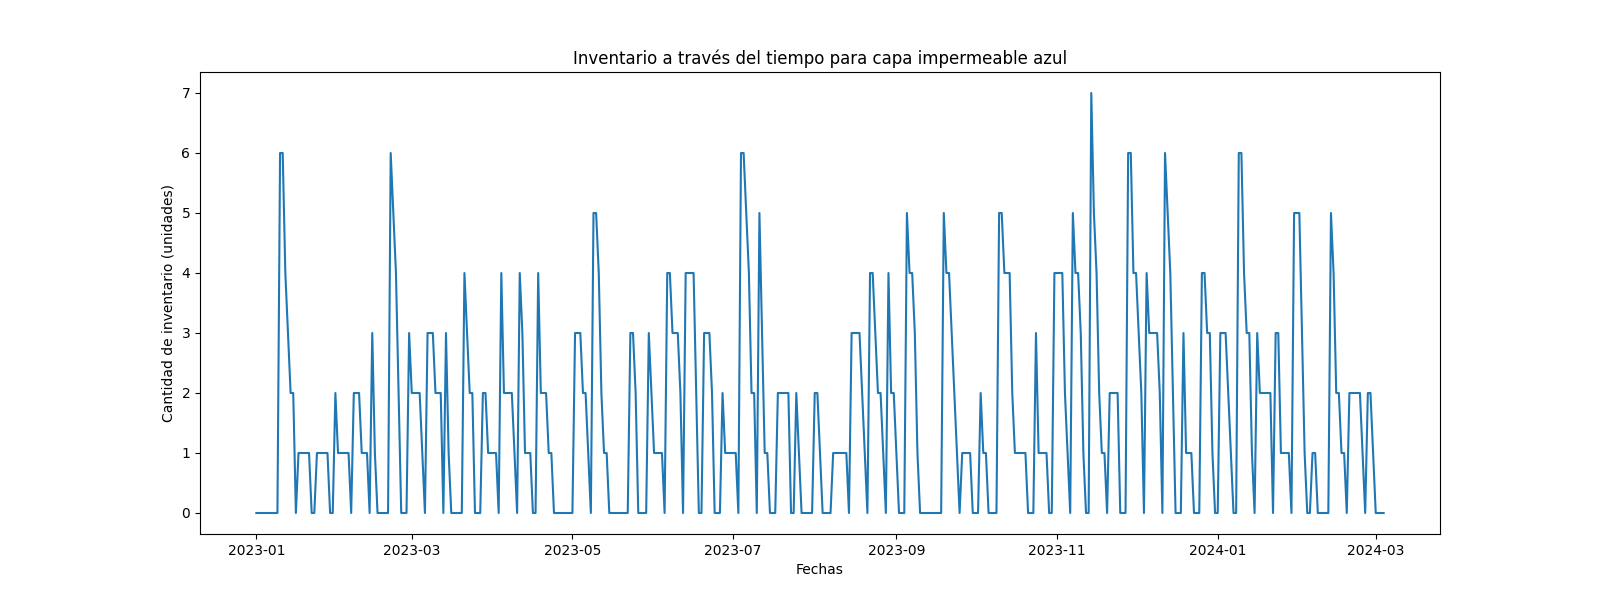 Inventario a través del tiempo para capa impermeable azul
Cantidad de inventario (unidades)
7
6
5
4
3
2
1
0
2023-01 2023-03 2023-05 2023-07 2023-09 2023-11 2024-01 2024-03
Fechas